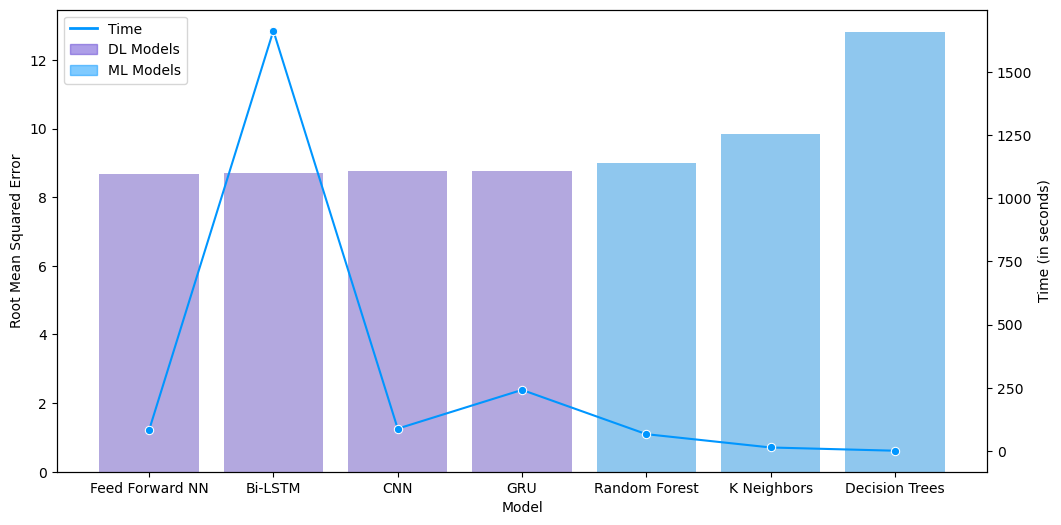 Time
DL Models
ML Models
12
10
8
6
4
2
0
Root Mean Squared Error
1500
1250
1000
750
500
250
0
Time (in seconds)
Feed Forward NN Bi-LSTM CNN GRU Random Forest K Neighbors Decision Trees
Model